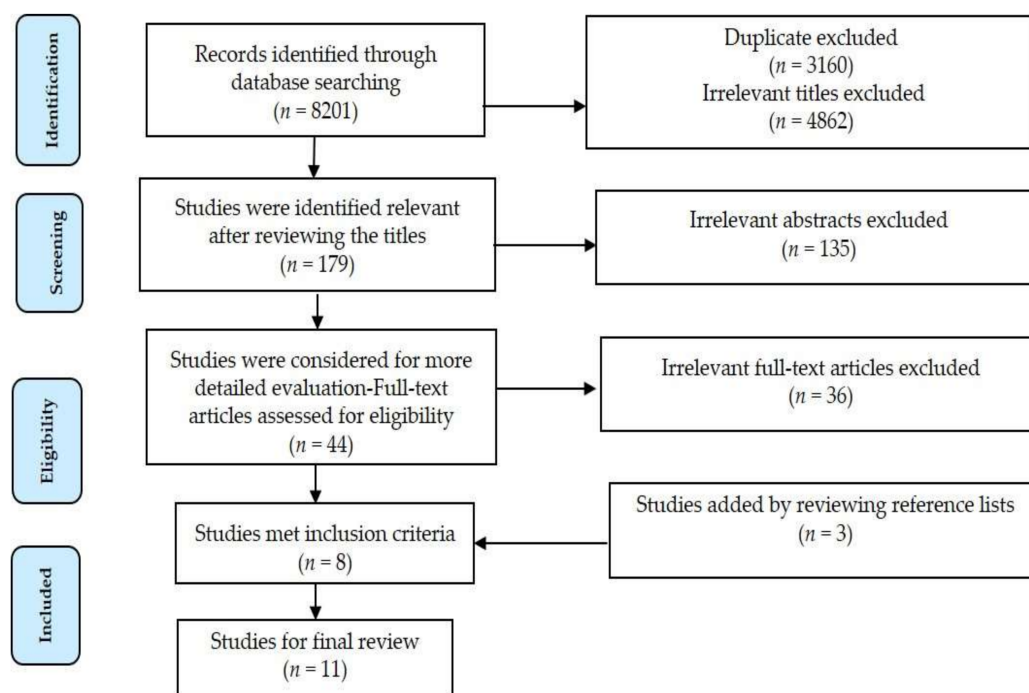 Identification
Records identified through
database searching
(n = 8201)
Duplicate excluded
(n = 3160)
Irrelevant titles excluded
(n = 4862)
Screening
Studies were identified relevant
after reviewing the titles
(n = 179)
Irrelevant abstracts excluded
(n = 135)
Eligibility
Studies were considered for more
detailed evaluation-Full-text
articles assessed for eligibility
(n = 44)
Irrelevant full-text articles excluded
(n = 36)
Included
Studies met inclusion criteria
(n = 8)
Studies added by reviewing reference lists
(n = 3)
Studies for final review
(n = 11)